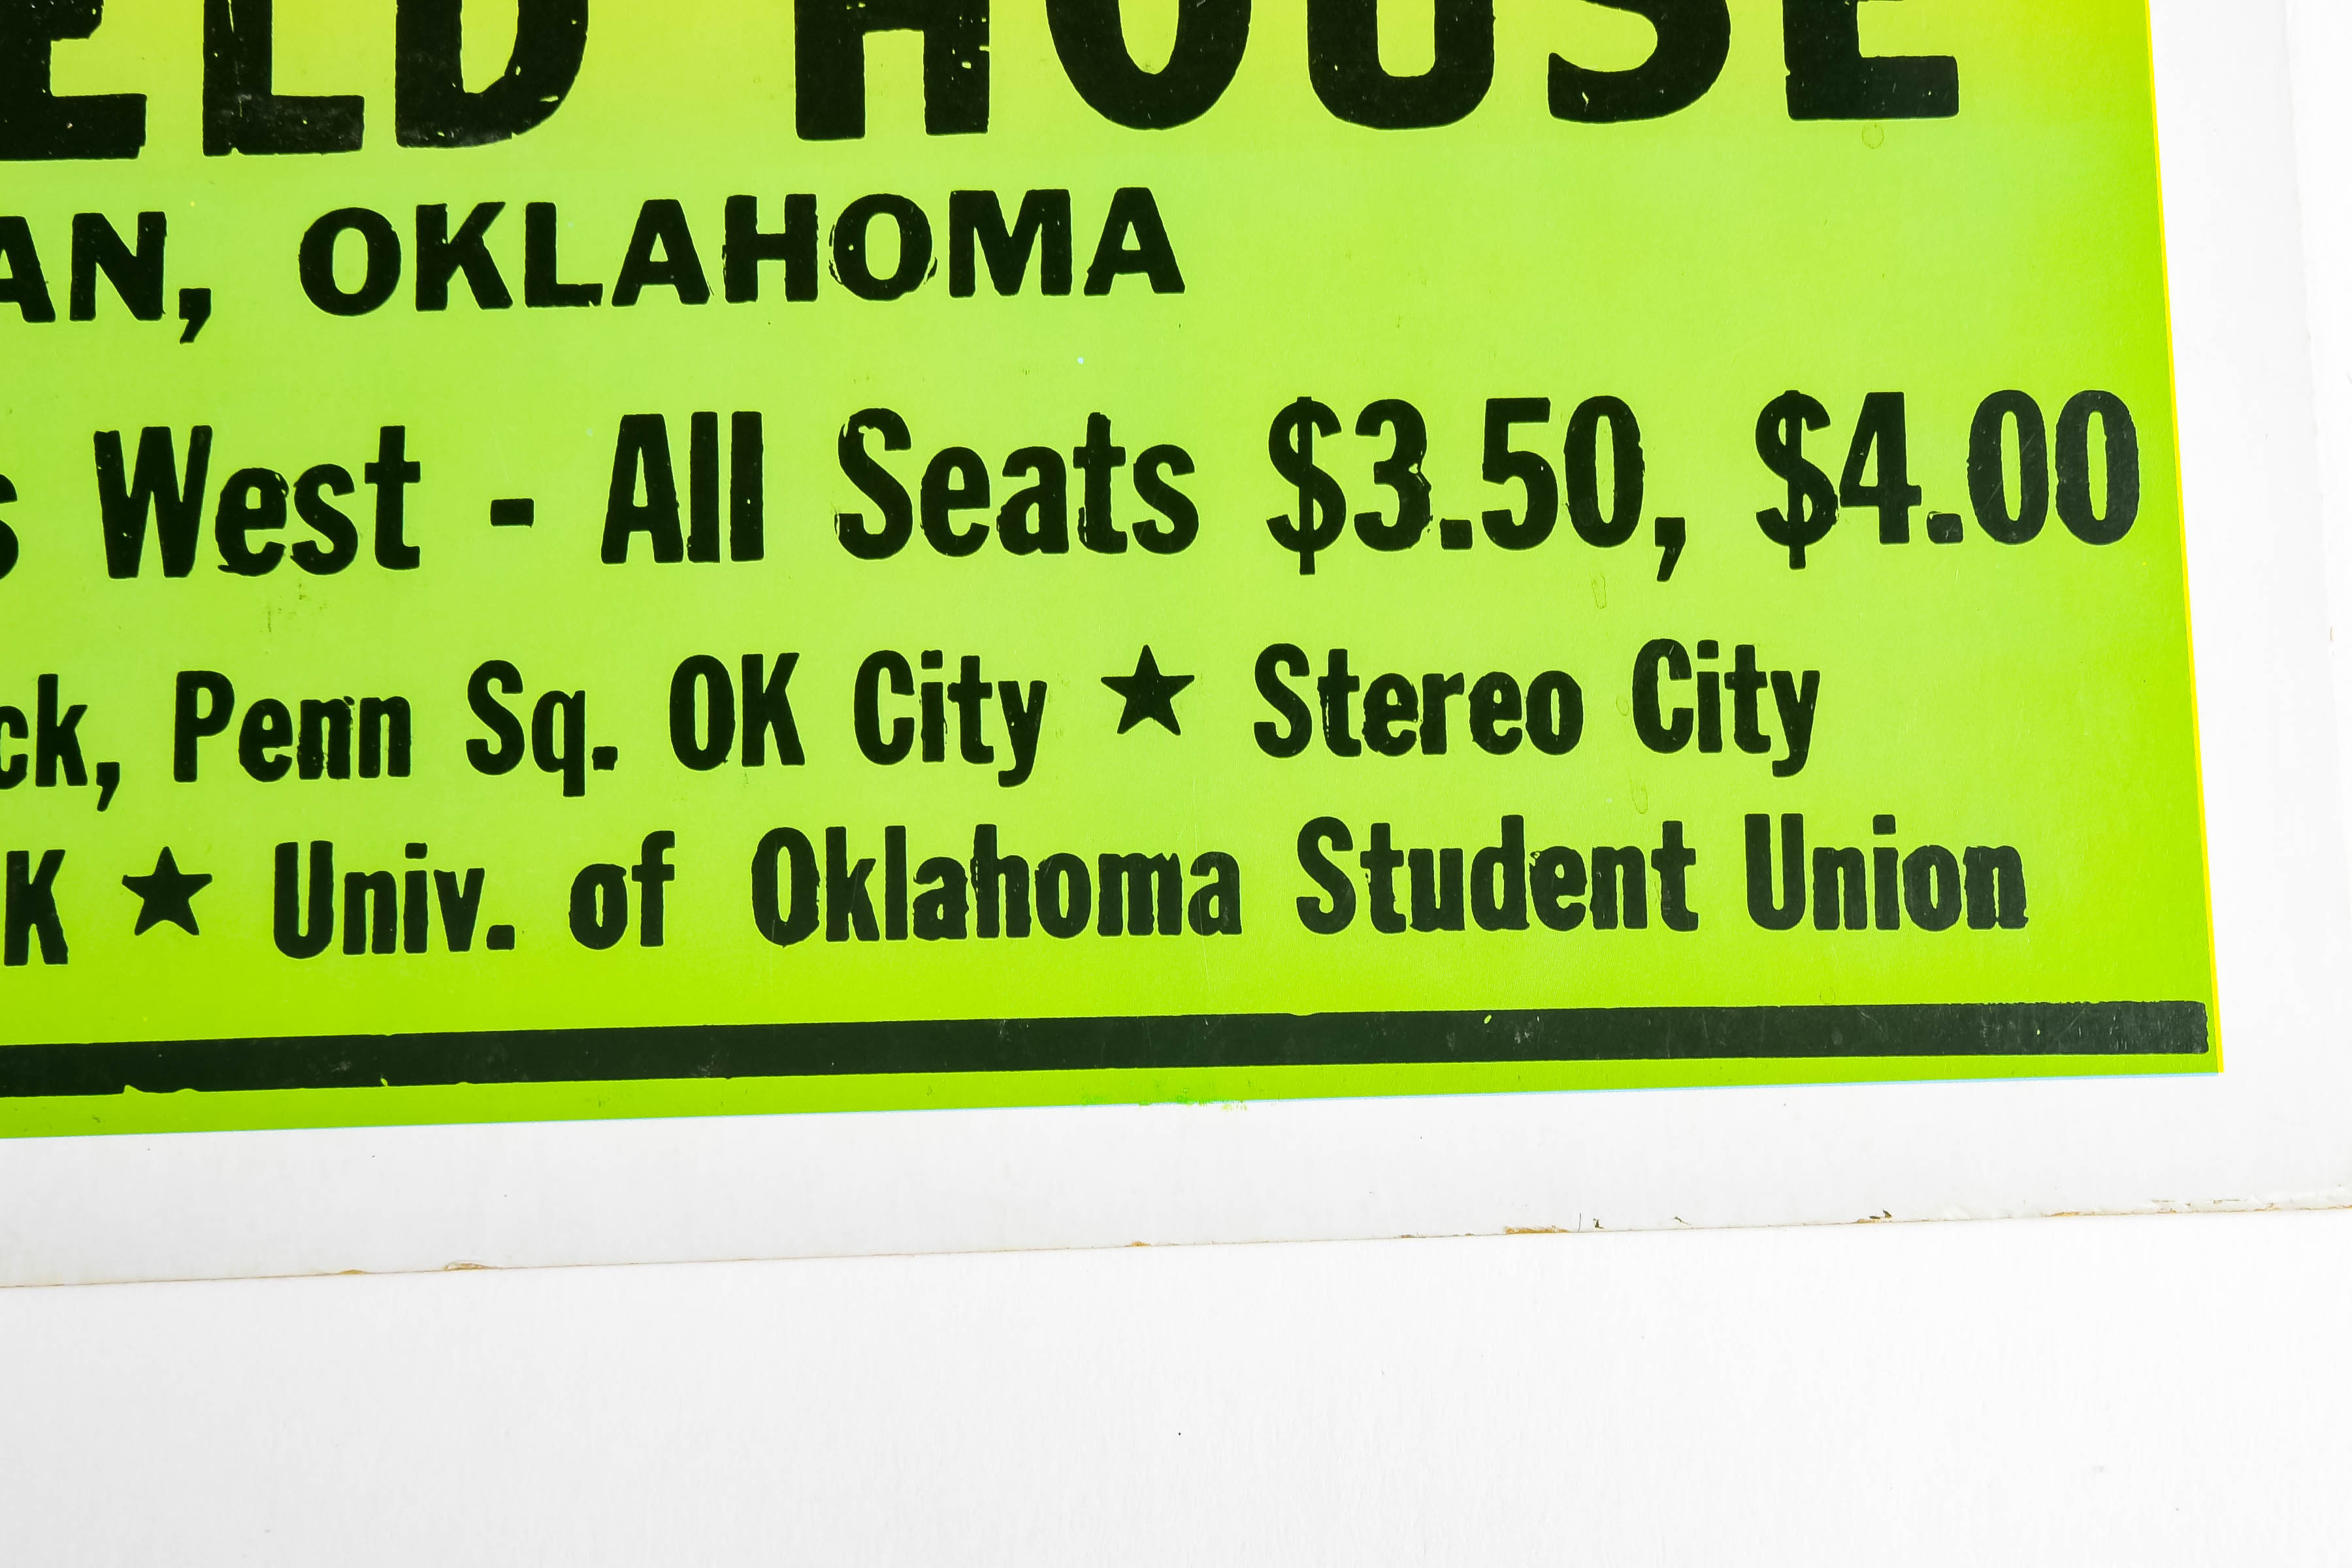 ELD HOUSE
AN, OKLAHOMA
s West - All Seats $3.50, $4.00
ck, Penn Sq. OK City ★ Stereo City
K ★ Univ. of Oklahoma Student Union